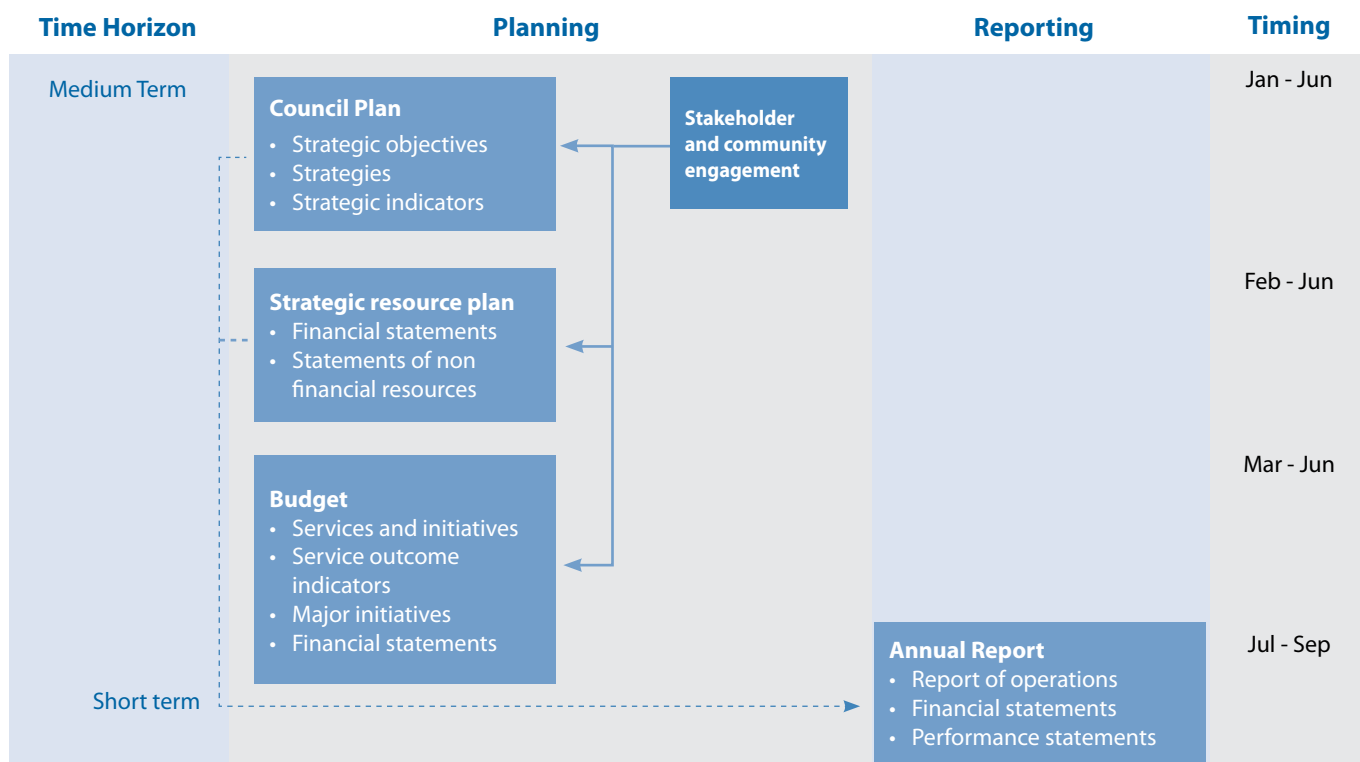 Time Horizon
Planning
Reporting
Timing
Medium Term
Council Plan
• Strategic objectives
• Strategies
• Strategic indicators
Stakeholder
and community
engagement
Jan - Jun
Strategic resource plan
• Financial statements
• Statements of non
financial resources
Feb - Jun
Budget
• Services and initiatives
• Service outcome
indicators
• Major initiatives
• Financial statements
Mar - Jun
Short term
Annual Report
• Report of operations
• Financial statements
• Performance statements
Jul - Sep